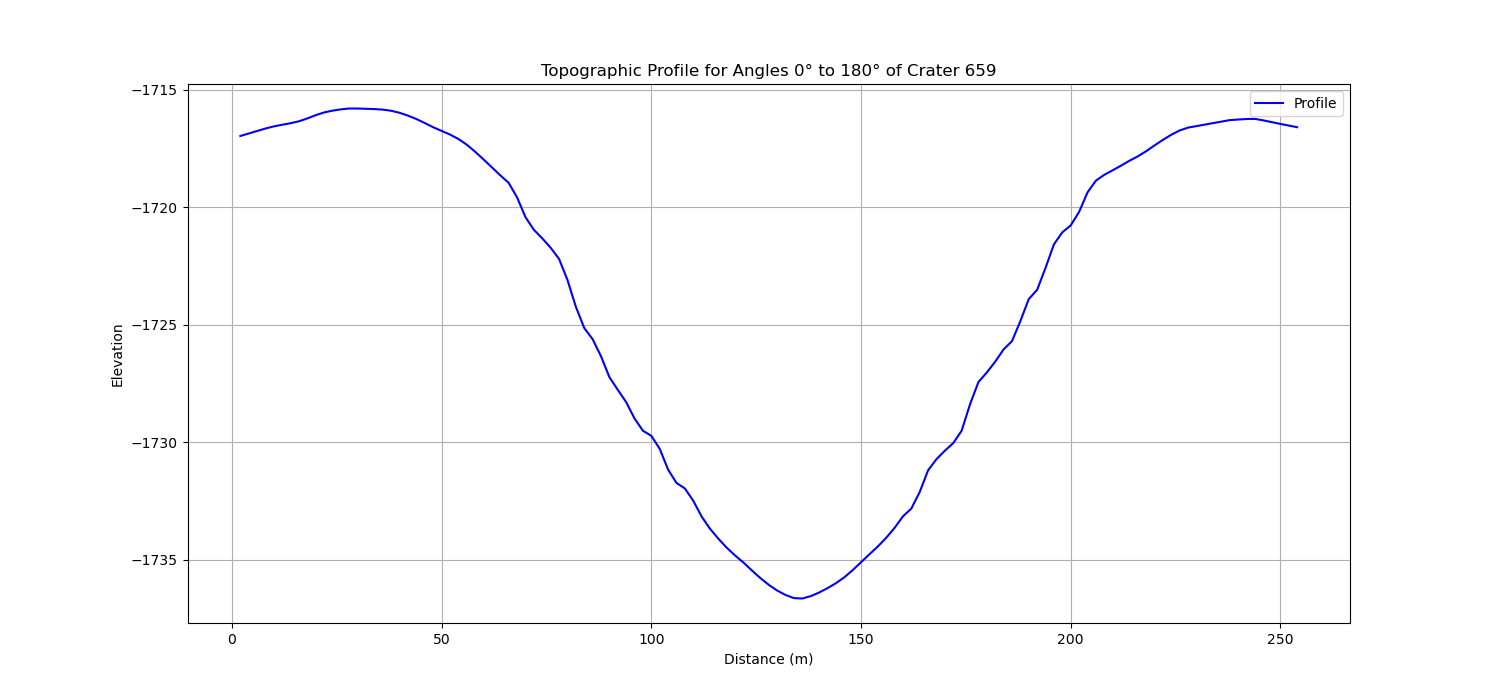 Topographic Profile for Angles 0° to 180° of Crater 659
Profile
Elevation
−1715
−1720
−1725
−1730
−1735
0 50 100 150 200 250
Distance (m)